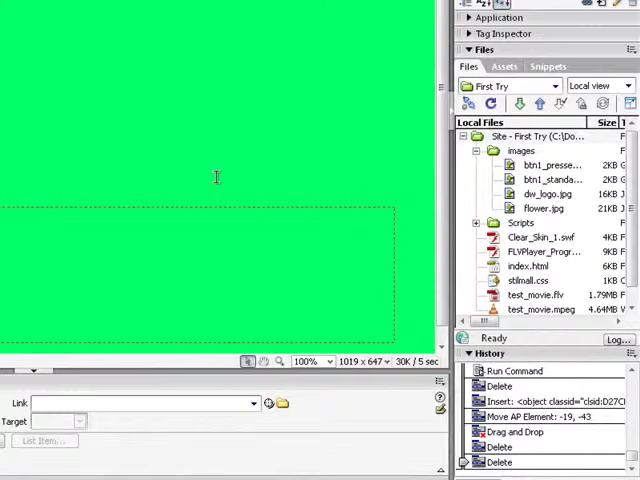 Application
Tag Inspector
Files
Files Assets Snippets
First Try Local view
Local Files Size
Site - First Try (C:\Do...
images
btn1_presse... 2KB
btn1_standa... 2KB
dw_logo.jpg 16KB
flower.jpg 21KB
Scripts
Clear_Skin_1.swf 4KB
FLVPlayer_Progr... 9KB
index.html 6KB
stilmall.css 6KB
test_movie.flv 1.79MB
test_movie.mpeg 4.64MB
Ready Log...
100% 1019 x 647 30K / 5 sec
History
Run Command
Delete
Insert: <object classid="clsid:D27C
Move AP Element: -19, -43
Drag and Drop
Delete
Delete
Link
Target
List Item...